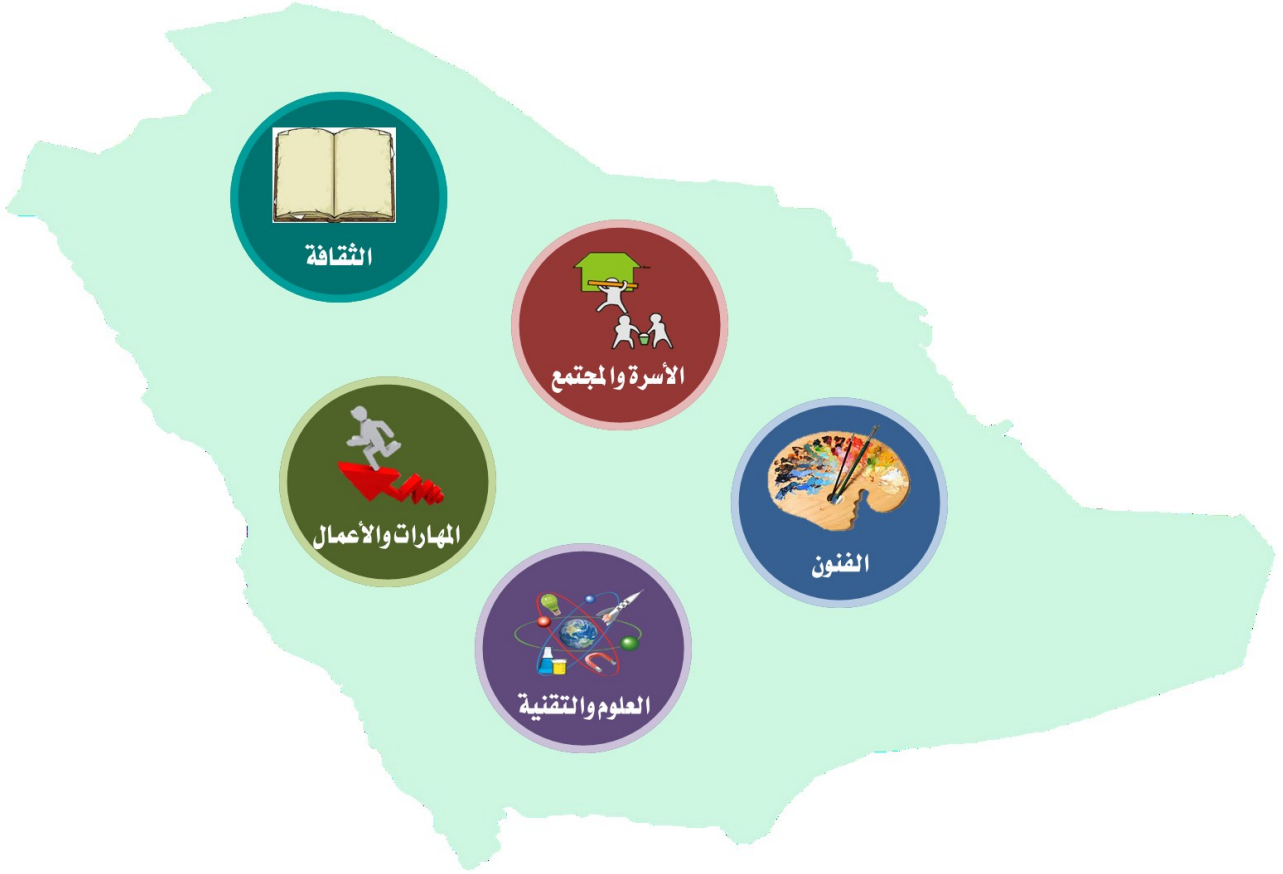 الثقافة
الأسرة والمجتمع
المهارات والأعمال
الفنون
العلوم والتقنية